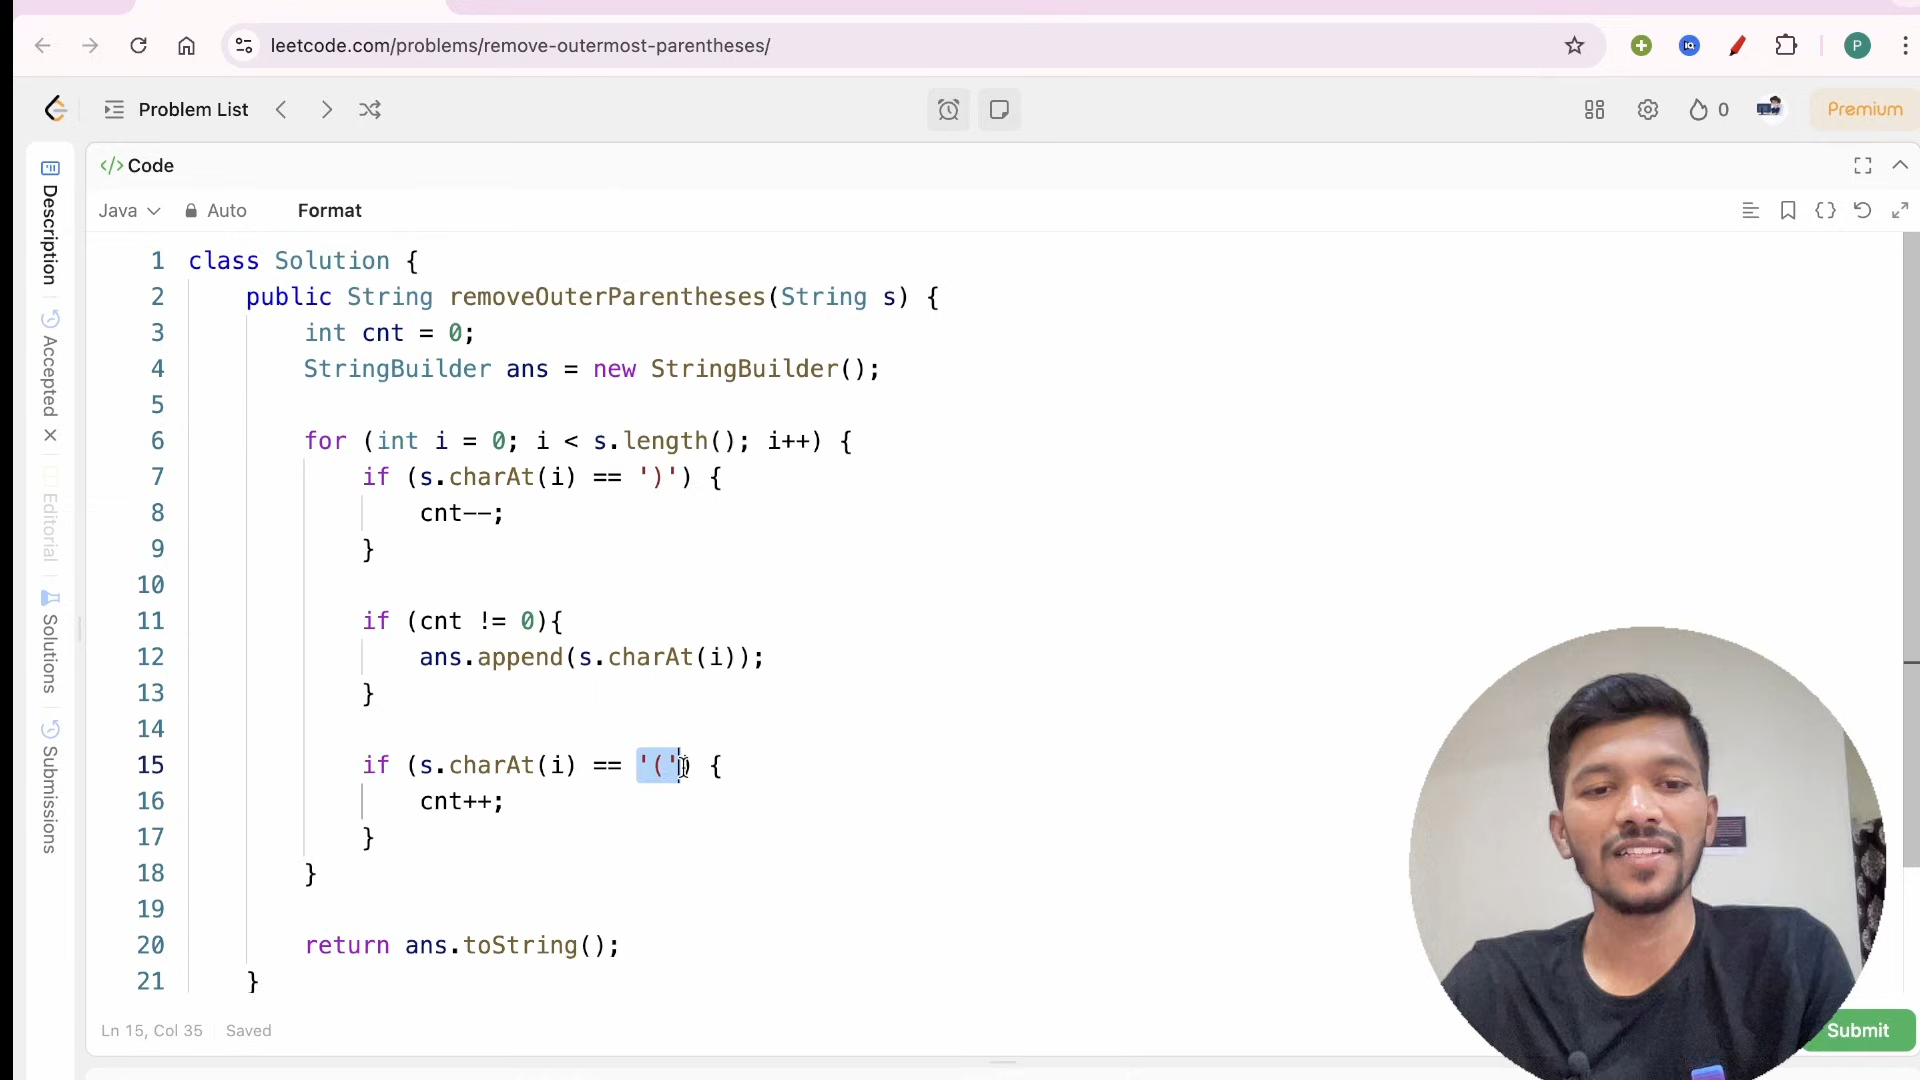 leetcode.com/problems/remove-outermost-parentheses/
P
Problem List
0
Premium
</> Code
Java
Auto
Format
Description
Accepted
Editorial
Solutions
Submissions
1 class Solution {
2 public String removeOuterParentheses(String s) {
3 int cnt = 0;
4 StringBuilder ans = new StringBuilder();
5
6 for (int i = 0; i < s.length(); i++) {
7 if (s.charAt(i) == ')') {
8 cnt--;
9 }
10
11 if (cnt != 0){
12 ans.append(s.charAt(i));
13 }
14
15 if (s.charAt(i) == '(') {
16 cnt++;
17 }
18 }
19
20 return ans.toString();
21 }
Ln 15, Col 35 Saved
Submit